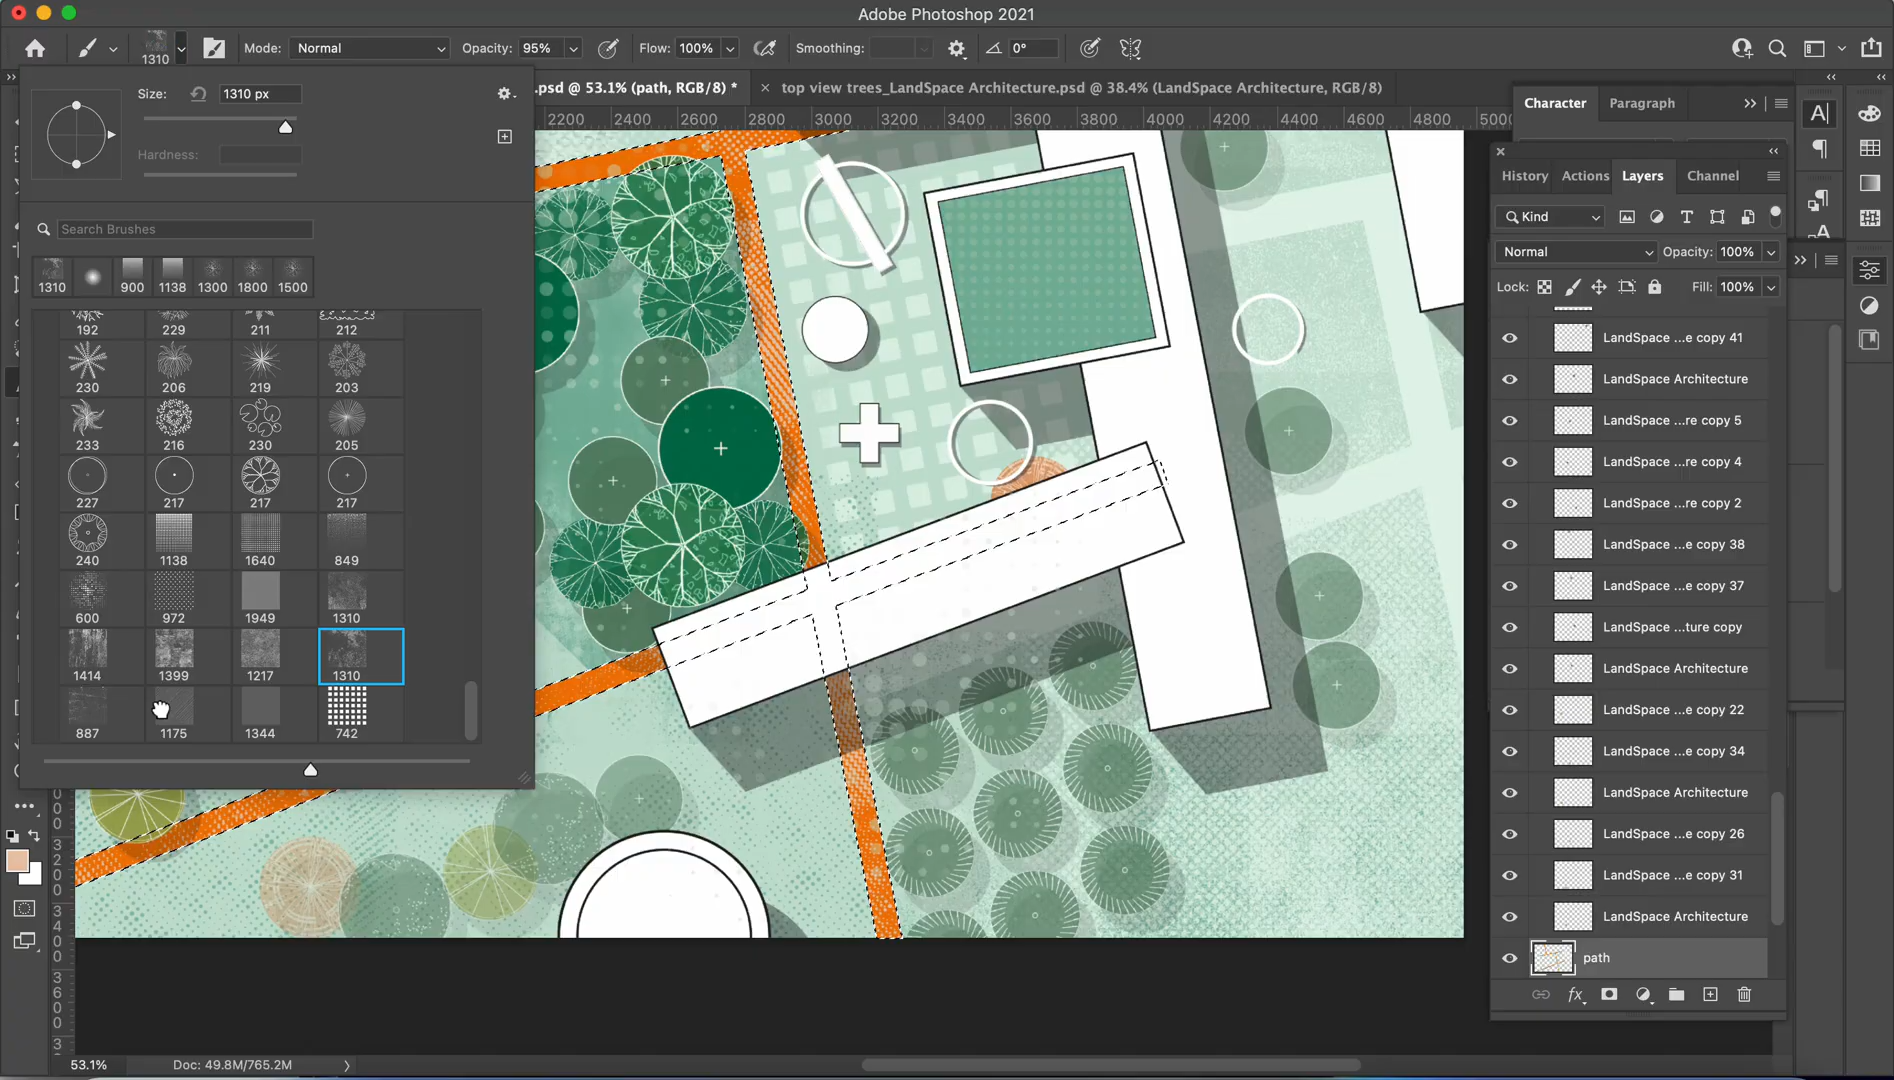 Adobe Photoshop 2021
1310
Mode: Normal
Opacity: 95%
Flow: 100%
Smoothing:
0°
Size: 1310 px
Hardness:
Search Brushes
1310 900 1138 1300 1800 1500
192 229 211 212
230 206 219 203
233 216 230 205
227 217 217 217
240 1138 1640 849
600 972 1949 1310
1414 1399 1217 1310
887 1175 1344 742
.psd @ 53.1% (path, RGB/8) *
top view trees_LandSpace Architecture.psd @ 38.4% (LandSpace Architecture, RGB/8)
2200 2400 2600 2800 3000 3200 3400 3600 3800 4000 4200 4400 4600 4800 5000
3200
3400
3600
Character Paragraph
History Actions Layers Channel
Kind
Normal Opacity: 100%
Lock: Fill: 100%
LandSpace ...e copy 41
LandSpace Architecture
LandSpace ...re copy 5
LandSpace ...re copy 4
LandSpace ...re copy 2
LandSpace ...e copy 38
LandSpace ...e copy 37
LandSpace ...ture copy
LandSpace Architecture
LandSpace ...e copy 22
LandSpace ...e copy 34
LandSpace Architecture
LandSpace ...e copy 26
LandSpace ...e copy 31
LandSpace Architecture
path
fx
53.1% Doc: 49.8M/765.2M